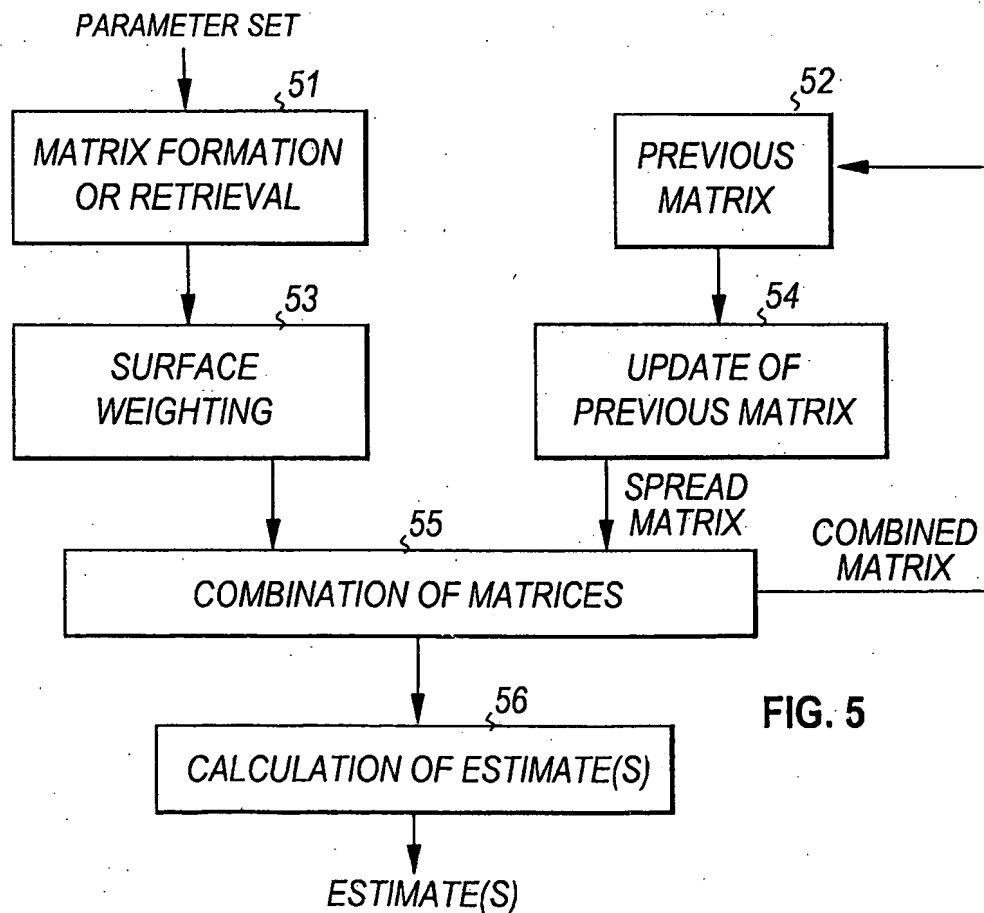 PARAMETER SET
51
MATRIX FORMATION
OR RETRIEVAL
52
PREVIOUS
MATRIX
53
SURFACE
WEIGHTING
54
UPDATE OF
PREVIOUS MATRIX
SPREAD
MATRIX
55
COMBINATION OF MATRICES
COMBINED
MATRIX
56
CALCULATION OF ESTIMATE(S)
FIG. 5
ESTIMATE(S)